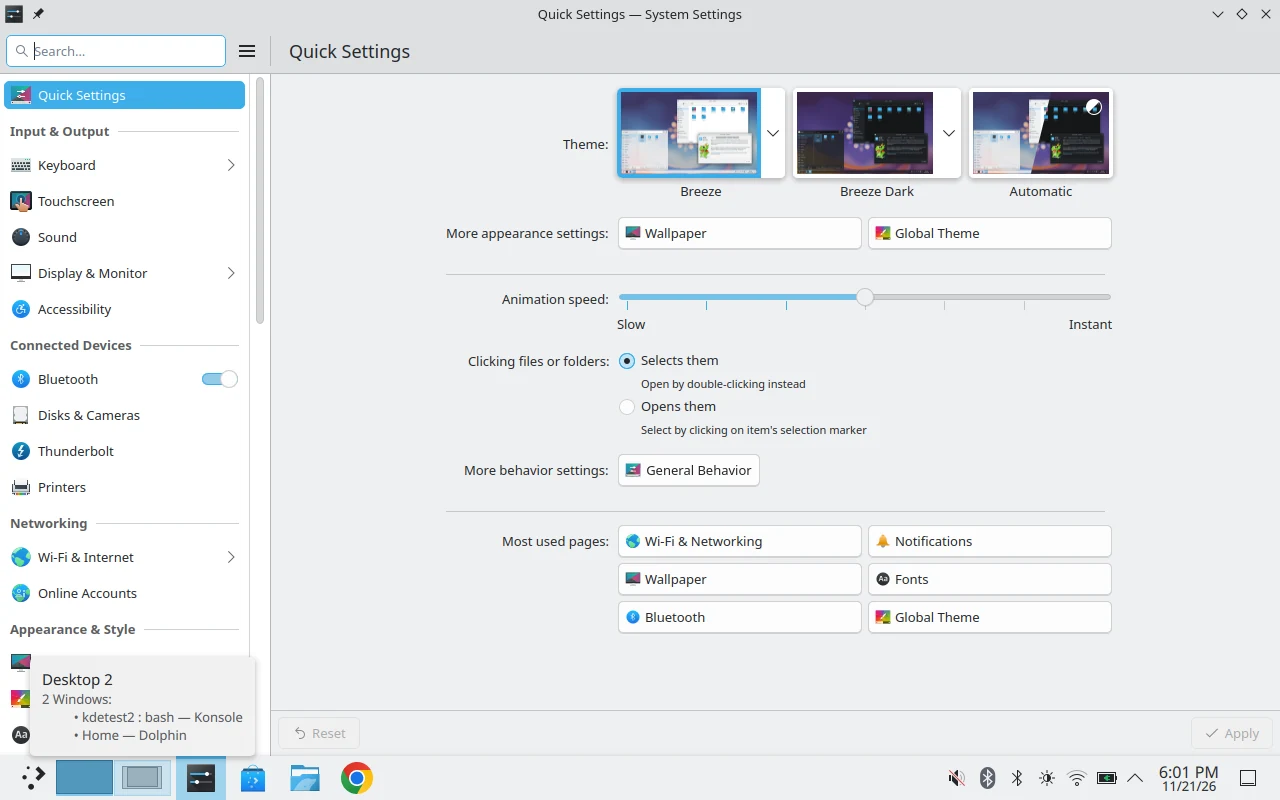 Quick Settings — System Settings
Search...
Quick Settings
Quick Settings
Input & Output
Keyboard
Touchscreen
Sound
Display & Monitor
Accessibility
Connected Devices
Bluetooth
Disks & Cameras
Thunderbolt
Printers
Networking
Wi-Fi & Internet
Online Accounts
Appearance & Style
Aa
Desktop 2
2 Windows:
• kdetest2 : bash — Konsole
• Home — Dolphin
Theme:
Breeze
Breeze Dark
Automatic
More appearance settings:
Wallpaper
Global Theme
Animation speed:
Slow
Instant
Clicking files or folders:
Selects them
Open by double-clicking instead
Opens them
Select by clicking on item's selection marker
More behavior settings:
General Behavior
Most used pages:
Wi-Fi & Networking
Notifications
Wallpaper
Aa Fonts
Bluetooth
Global Theme
Reset
Apply
6:01 PM
11/21/26